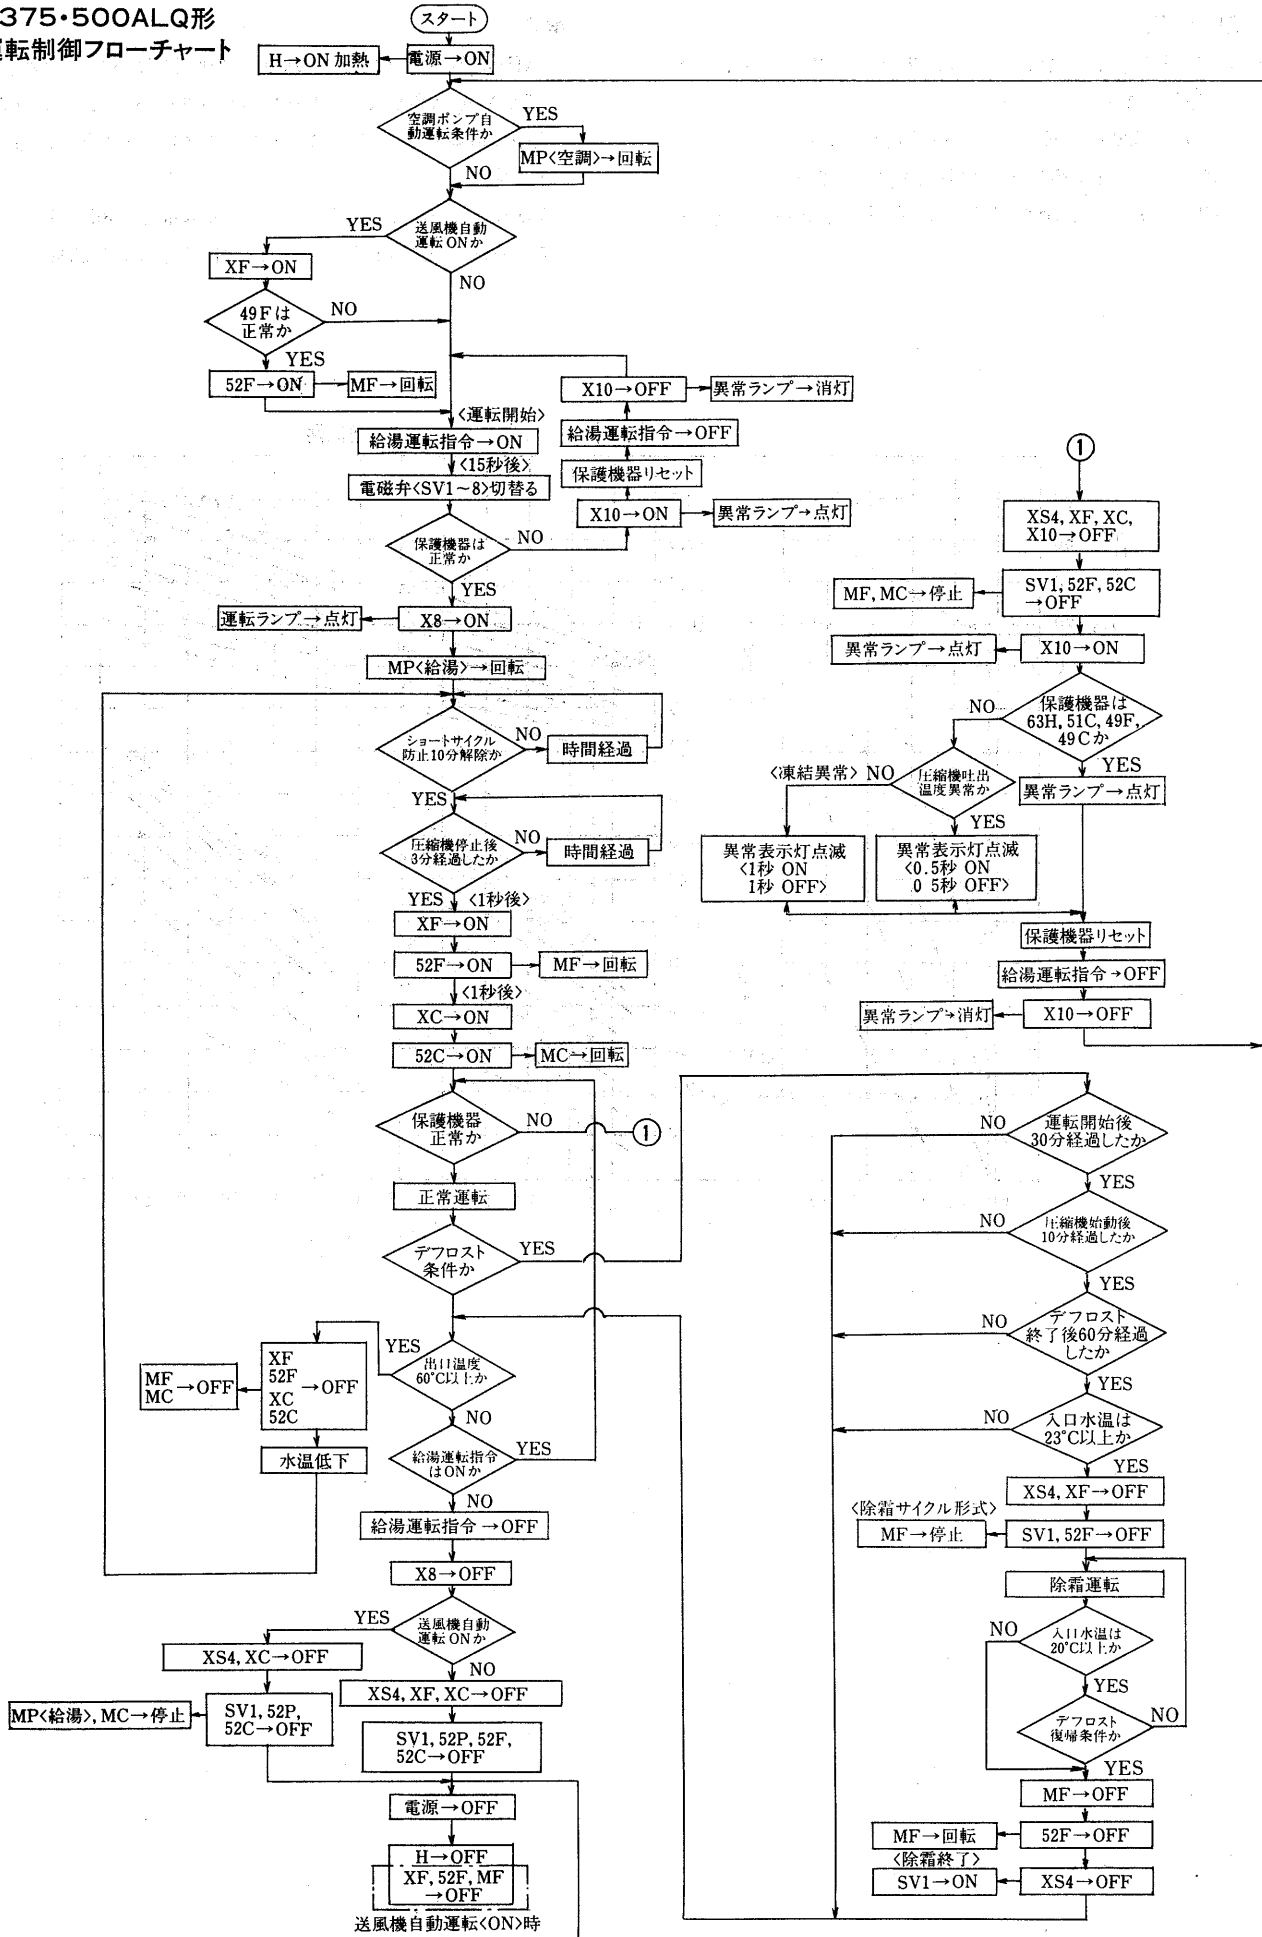 375・500ALQ形
転制御フローチャート
スタート
電源→ON
H→ON 加熱
空調ポンプ自
動運転条件か
YES
MP<空調>→回転
NO
送風機自動
運転ONか
YES
XF→ON
NO
49Fは
正常か
NO
YES
52F→ON
MF→回転
<運転開始>
給湯運転指令→ON
<15秒後>
電磁弁<SV1～8>切替る
X10→OFF
異常ランプ→消灯
給湯運転指令→OFF
保護機器リセット
X10→ON
異常ランプ→点灯
保護機器は
正常か
NO
YES
運転ランプ→点灯
X8→ON
MP<給湯>→回転
ショートサイクル
防止10分解除か
NO
時間経過
YES
圧縮機停止後
3分経過したか
NO
時間経過
YES
<1秒後>
XF→ON
52F→ON
MF→回転
<1秒後>
XC→ON
52C→ON
MC→回転
保護機器
正常か
NO
①
正常運転
デフロスト
条件か
YES
出口温度
60℃以上か
YES
XF
52F
XC
52C
→OFF
MF
MC
→OFF
水温低下
NO
給湯運転指令
はONか
YES
NO
給湯運転指令→OFF
X8→OFF
送風機自動
運転ONか
YES
XS4, XC→OFF
SV1, 52P,
52C→OFF
MP<給湯>, MC→停止
NO
XS4, XF, XC→OFF
SV1, 52P, 52F,
52C→OFF
電源→OFF
H→OFF
XF, 52F, MF
→OFF
送風機自動運転<ON>時
①
XS4, XF, XC,
X10→OFF
SV1, 52F, 52C
→OFF
MF, MC→停止
X10→ON
異常ランプ→点灯
保護機器は
63H, 51C, 49F,
49Cか
NO
YES
異常ランプ→点灯
圧縮機吐出
温度異常か
NO
<凍結異常>
YES
異常表示灯点滅
<1秒 ON
1秒 OFF>
異常表示灯点滅
<0.5秒 ON
0 5秒 OFF>
保護機器リセット
給湯運転指令→OFF
X10→OFF
異常ランプ→消灯
運転開始後
30分経過したか
NO
YES
圧縮機始動後
10分経過したか
NO
YES
デフロスト
終了後60分経過
したか
NO
YES
入口水温は
23℃以上か
NO
YES
XS4, XF→OFF
<除霜サイクル形式>
MF→停止
SV1, 52F→OFF
除霜運転
入口水温は
20℃以上か
NO
YES
デフロスト
復帰条件か
NO
YES
MF→OFF
52F→OFF
MF→回転
<除霜終了>
SV1→ON
XS4→OFF